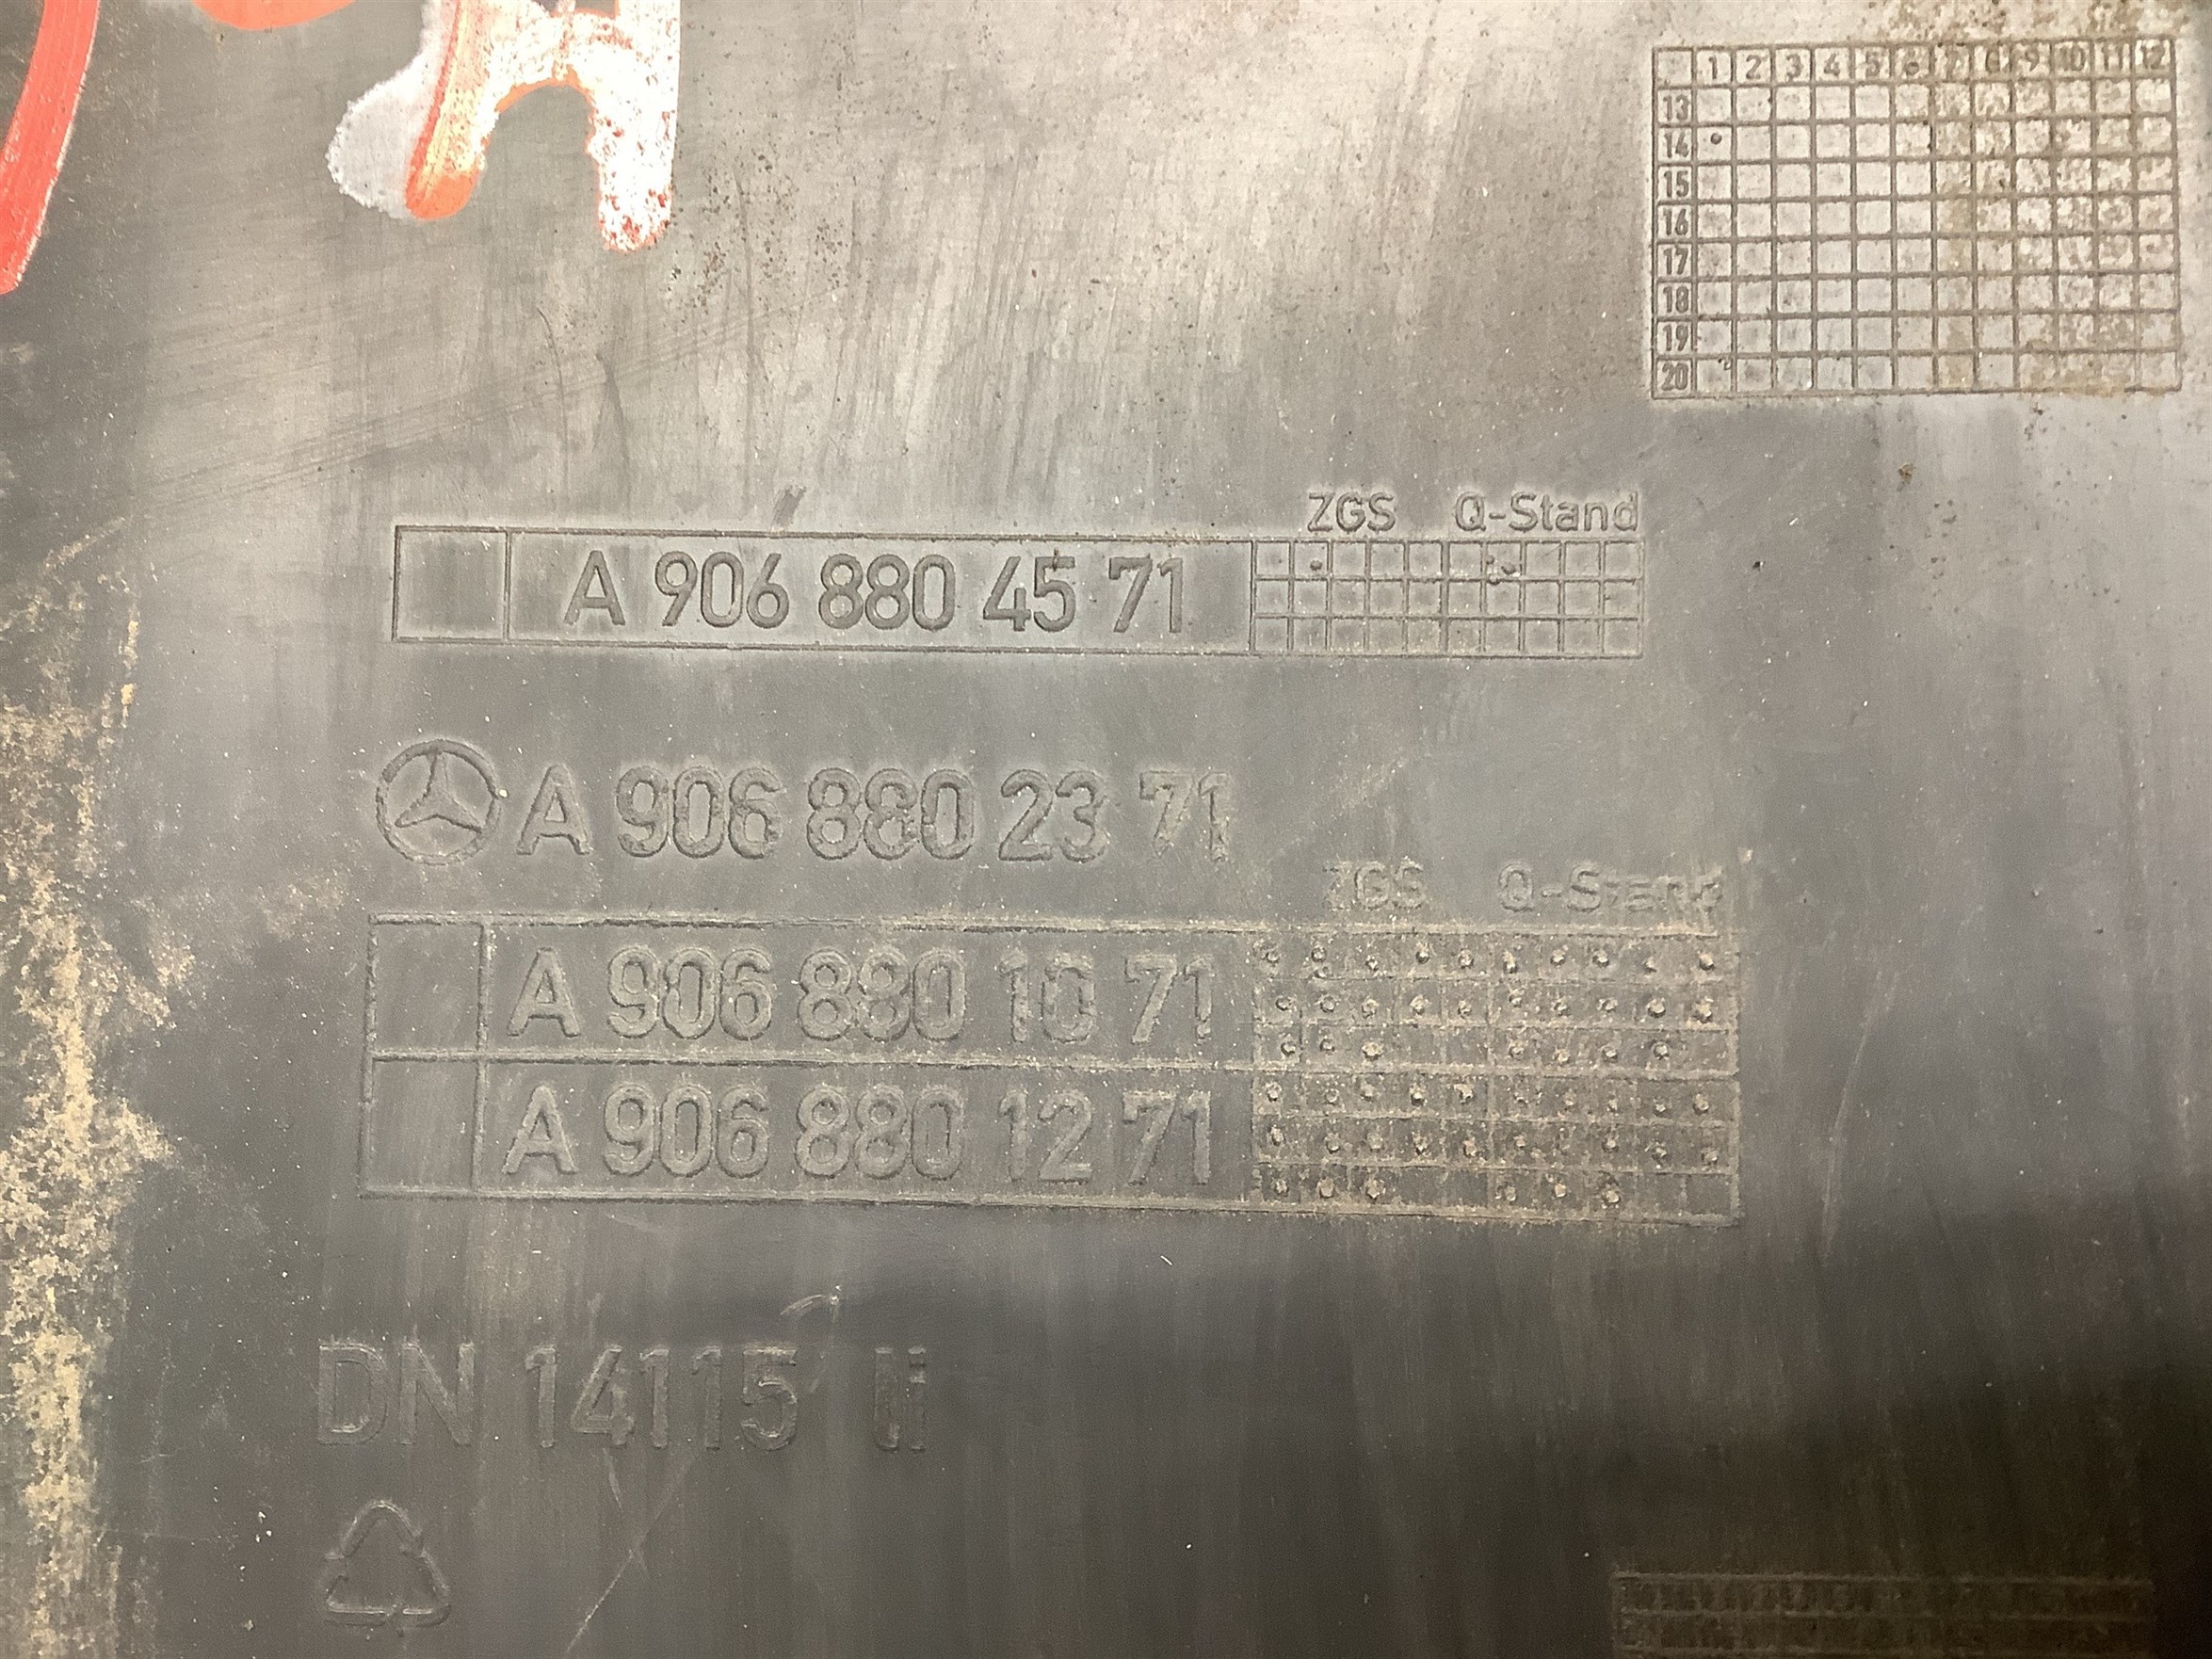 1 2 3 4 5 6 7 8 9 10 11 12
13
14
15
16
17
18
19
20
ZGS Q-Stand
A 906 880 45 71
A 906 880 23 71
ZGS Q-Stand
A 906 880 10 71
A 906 880 12 71
DN 14115